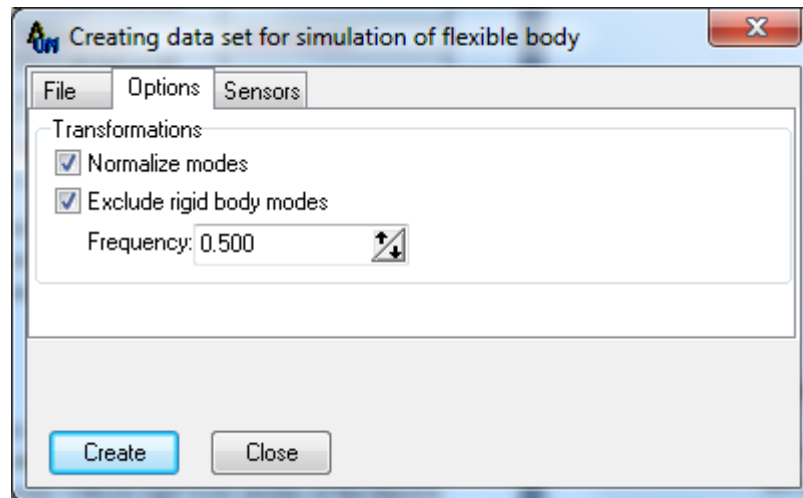 UM Creating data set for simulation of flexible body
File Options Sensors
Transformations
Normalize modes
Exclude rigid body modes
Frequency: 0.500
Create Close